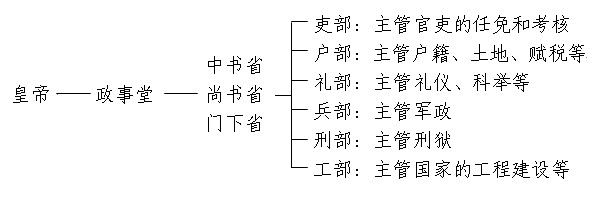 皇帝
政事堂
中书省
尚书省
门下省
吏部：主管官吏的任免和考核
户部：主管户籍、土地、赋税等
礼部：主管礼仪、科举等
兵部：主管军政
刑部：主管刑狱
工部：主管国家的工程建设等